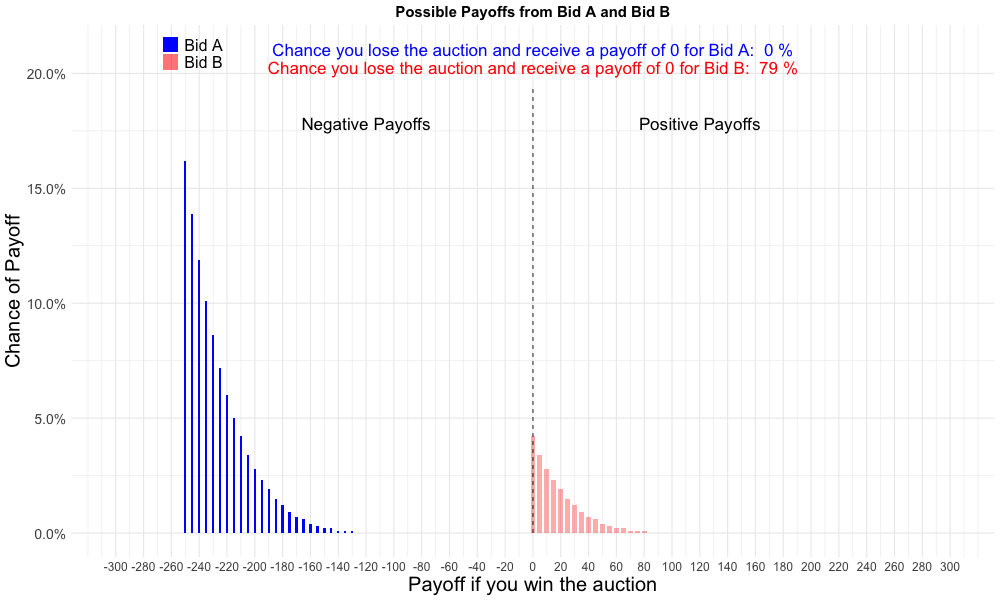 Possible Payoffs from Bid A and Bid B
Bid A
Bid B
Chance you lose the auction and receive a payoff of 0 for Bid A:  0 %
Chance you lose the auction and receive a payoff of 0 for Bid B:  79 %
Negative Payoffs
Positive Payoffs
Chance of Payoff
20.0%
15.0%
10.0%
5.0%
0.0%
-300 -280 -260 -240 -220 -200 -180 -160 -140 -120 -100 -80 -60 -40 -20 0 20 40 60 80 100 120 140 160 180 200 220 240 260 280 300
Payoff if you win the auction